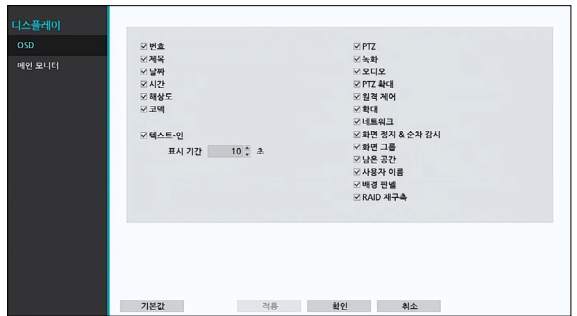 디스플레이
OSD
메인 모니터
번호
제목
날짜
시간
해상도
코덱
텍스트-인
표시 기간 10 초
PTZ
녹화
오디오
PTZ 확대
원격 제어
확대
네트워크
화면 정지 & 순차 감시
화면 그룹
남은 공간
사용자 이름
배경 판넬
RAID 재구축
기본값 적용 확인 취소